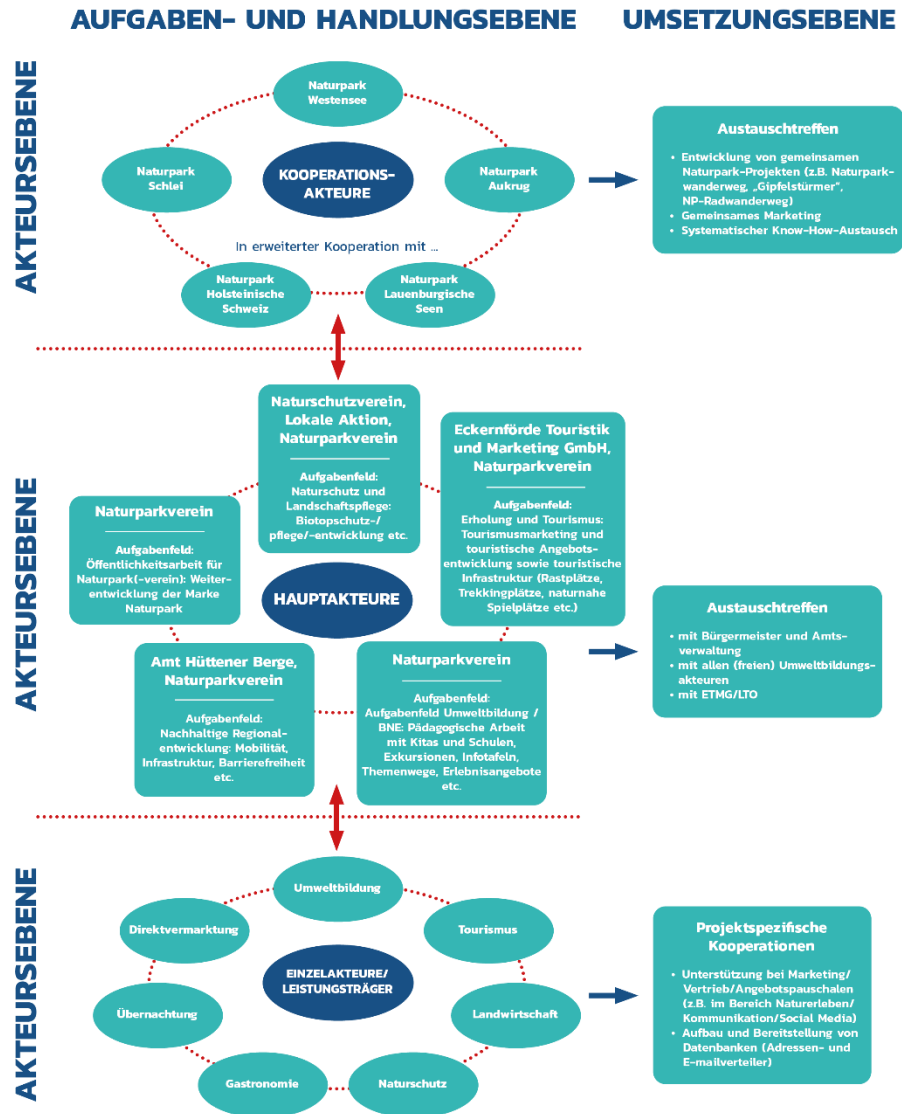 AUFGABEN- UND HANDLUNGSEBENE
UMSETZUNGSEBENE
AKTEURSEBENE
Naturpark
Westensee
Naturpark
Schlei
KOOPERATIONS-
AKTEURE
Naturpark
Aukrug
In erweiterter Kooperation mit ...
Naturpark
Holsteinische
Schweiz
Naturpark
Lauenburgische
Seen
Austauschtreffen
• Entwicklung von gemeinsamen
Naturpark-Projekten (z.B. Naturpark-
wanderweg, „Gipfelstürmer",
NP-Radwanderweg)
• Gemeinsames Marketing
• Systematischer Know-How-Austausch
AKTEURSEBENE
Naturschutzverein,
Lokale Aktion,
Naturparkverein
Aufgabenfeld:
Naturschutz und
Landschaftspflege:
Biotopschutz-/
pflege/-entwicklung etc.
Eckernförde Touristik
und Marketing GmbH,
Naturparkverein
Aufgabenfeld:
Erholung und Tourismus:
Tourismusmarketing und
touristische Angebots-
entwicklung sowie touristische
Infrastruktur (Rastplätze,
Trekkingplätze, naturnahe
Spielplätze etc.)
Naturparkverein
Aufgabenfeld:
Öffentlichkeitsarbeit für
Naturpark(-verein): Weiter-
entwicklung der Marke
Naturpark
HAUPTAKTEURE
Amt Hüttener Berge,
Naturparkverein
Aufgabenfeld:
Nachhaltige Regional-
entwicklung: Mobilität,
Infrastruktur, Barrierefreiheit
etc.
Naturparkverein
Aufgabenfeld:
Aufgabenfeld Umweltbildung /
BNE: Pädagogische Arbeit
mit Kitas und Schulen,
Exkursionen, Infotafeln,
Themenwege, Erlebnisangebote
etc.
Austauschtreffen
• mit Bürgermeister und Amts-
verwaltung
• mit allen (freien) Umweltbildungs-
akteuren
• mit ETMG/LTO
AKTEURSEBENE
Umweltbildung
Direktvermarktung
Tourismus
EINZELAKTEURE/
LEISTUNGSTRÄGER
Übernachtung
Landwirtschaft
Gastronomie
Naturschutz
Projektspezifische
Kooperationen
• Unterstützung bei Marketing/
Vertrieb/Angebotspauschalen
(z.B. im Bereich Naturerleben/
Kommunikation/Social Media)
• Aufbau und Bereitstellung von
Datenbanken (Adressen- und
E-mailverteiler)